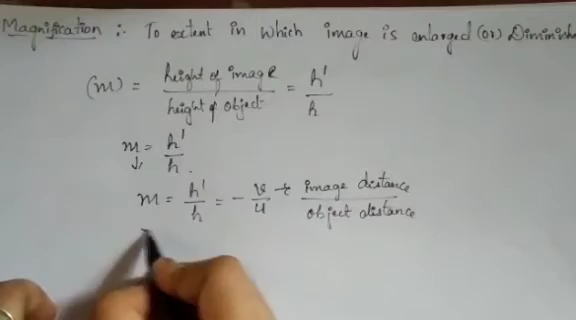 Magnification :- To extent in which image is enlarged (or) Diminish
(m) = height of image / height of object = h' / h
m = h' / h .
m = h' / h = - v / u image distance / object distance